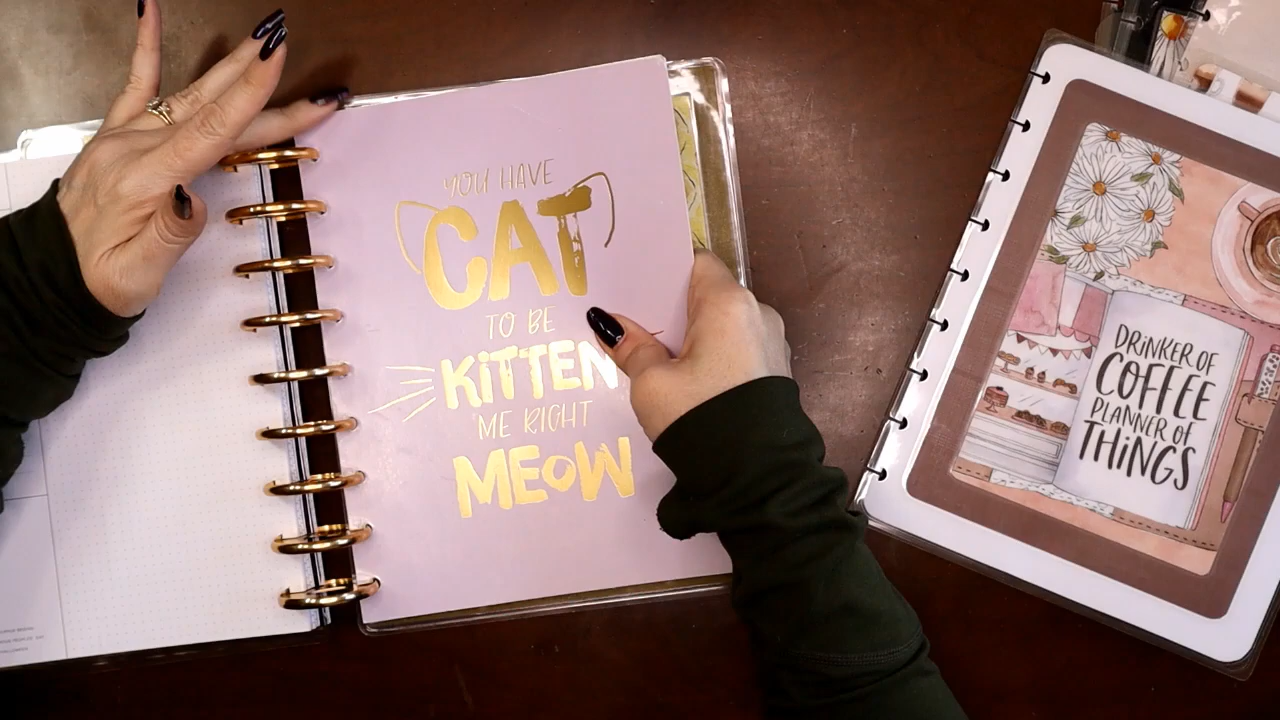 YOU HAVE
CAT
TO BE
KiTTEN
'ME RIGHT
MEOW
DRiNKER OF
COFFEE
PLANNER OF
THiNGS